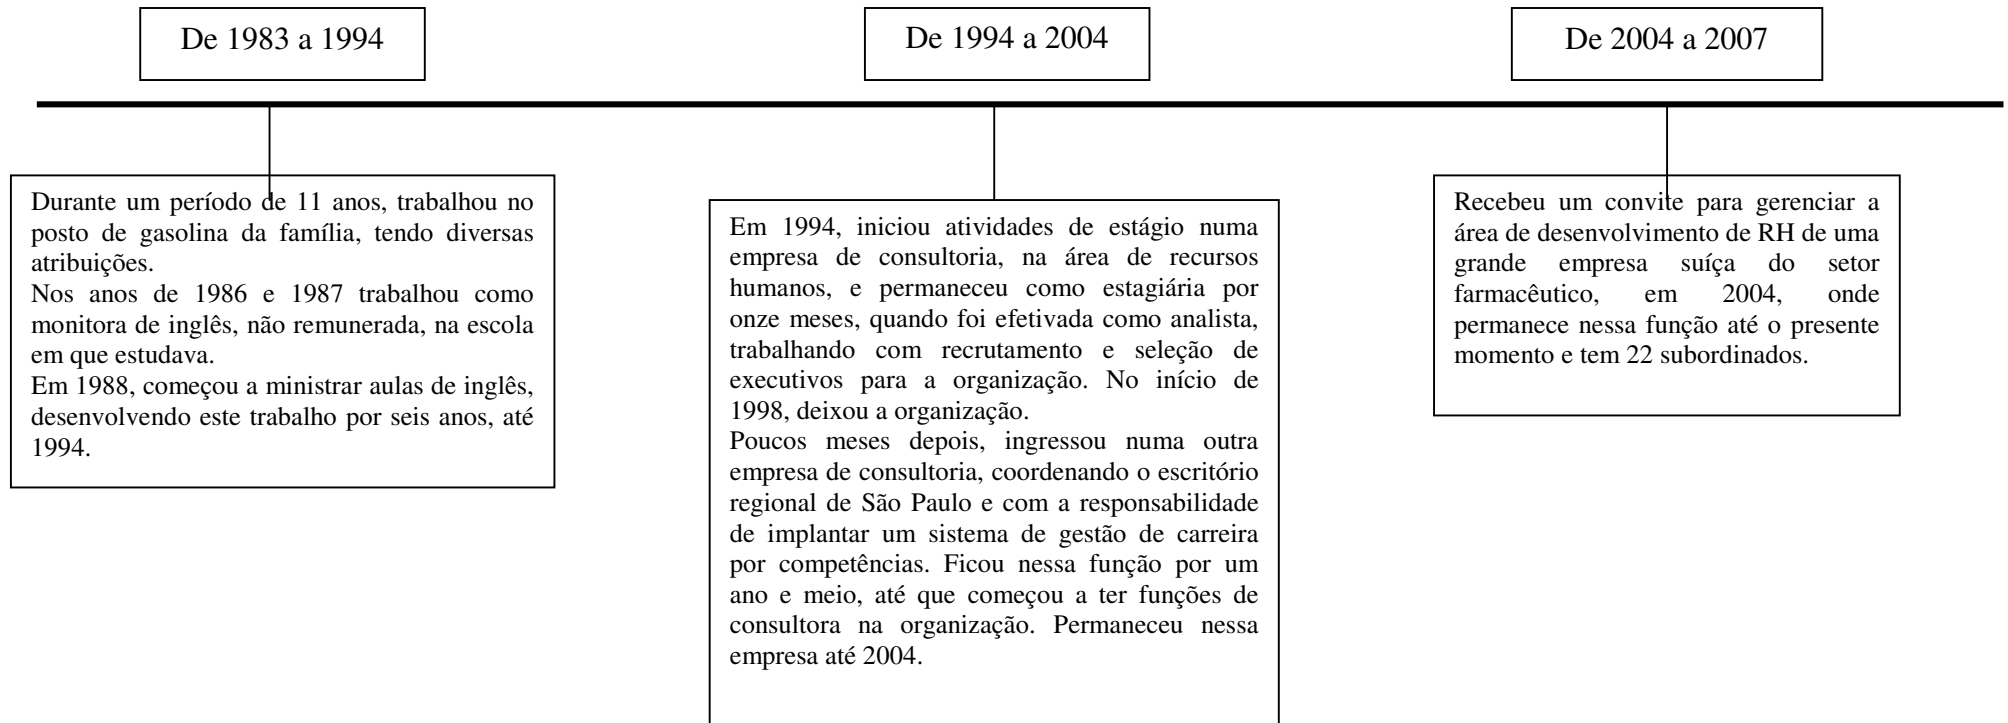 De 1983 a 1994
De 1994 a 2004
De 2004 a 2007
Durante um período de 11 anos, trabalhou no
posto de gasolina da família, tendo diversas
atribuições.
Nos anos de 1986 e 1987 trabalhou como
monitora de inglês, não remunerada, na escola
em que estudava.
Em 1988, começou a ministrar aulas de inglês,
desenvolvendo este trabalho por seis anos, até
1994.
Em 1994, iniciou atividades de estágio numa
empresa de consultoria, na área de recursos
humanos, e permaneceu como estagiária por
onze meses, quando foi efetivada como analista,
trabalhando com recrutamento e seleção de
executivos para a organização. No início de
1998, deixou a organização.
Poucos meses depois, ingressou numa outra
empresa de consultoria, coordenando o escritório
regional de São Paulo e com a responsabilidade
de implantar um sistema de gestão de carreira
por competências. Ficou nessa função por um
ano e meio, até que começou a ter funções de
consultora na organização. Permaneceu nessa
empresa até 2004.
Recebeu um convite para gerenciar a
área de desenvolvimento de RH de uma
grande empresa suíça do setor
farmacêutico, em 2004, onde
permanece nessa função até o presente
momento e tem 22 subordinados.